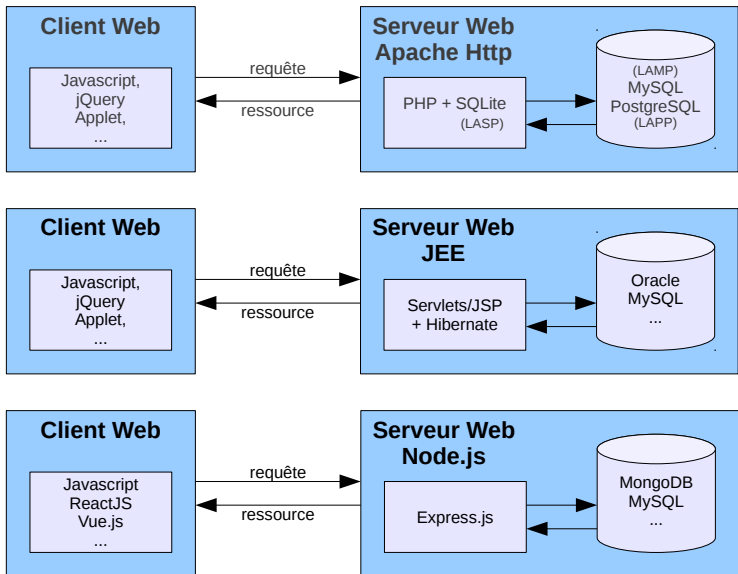 Client Web
Javascript,
jQuery
Applet,
...
requête
ressource
Serveur Web
Apache Http
PHP + SQLite
(LASP)
(LAMP)
MySQL
PostgreSQL
(LAPP)
Client Web
Javascript,
jQuery
Applet,
...
requête
ressource
Serveur Web
JEE
Servlets/JSP
+ Hibernate
Oracle
MySQL
...
Client Web
Javascript
ReactJS
Vue.js
...
requête
ressource
Serveur Web
Node.js
Express.js
MongoDB
MySQL
...